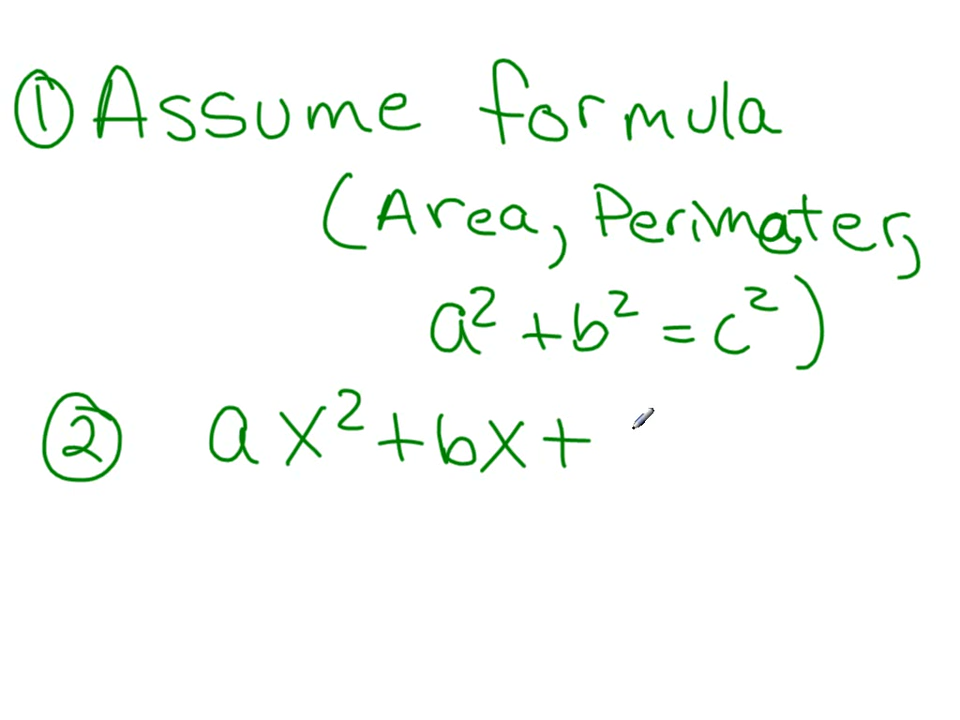 ① Assume formula
(Area, Perimater,
a² + b² = c²)
② ax² + bx +